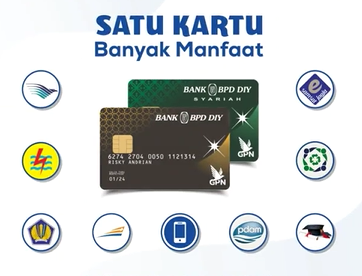 SATU KARTU
Banyak Manfaat
BANK BPD DIY
SYARIAH
BANK BPD DIY
6274 2704 0050 1121314
RISKY ANDRIAN
01/24
GPN
GPN
pdam